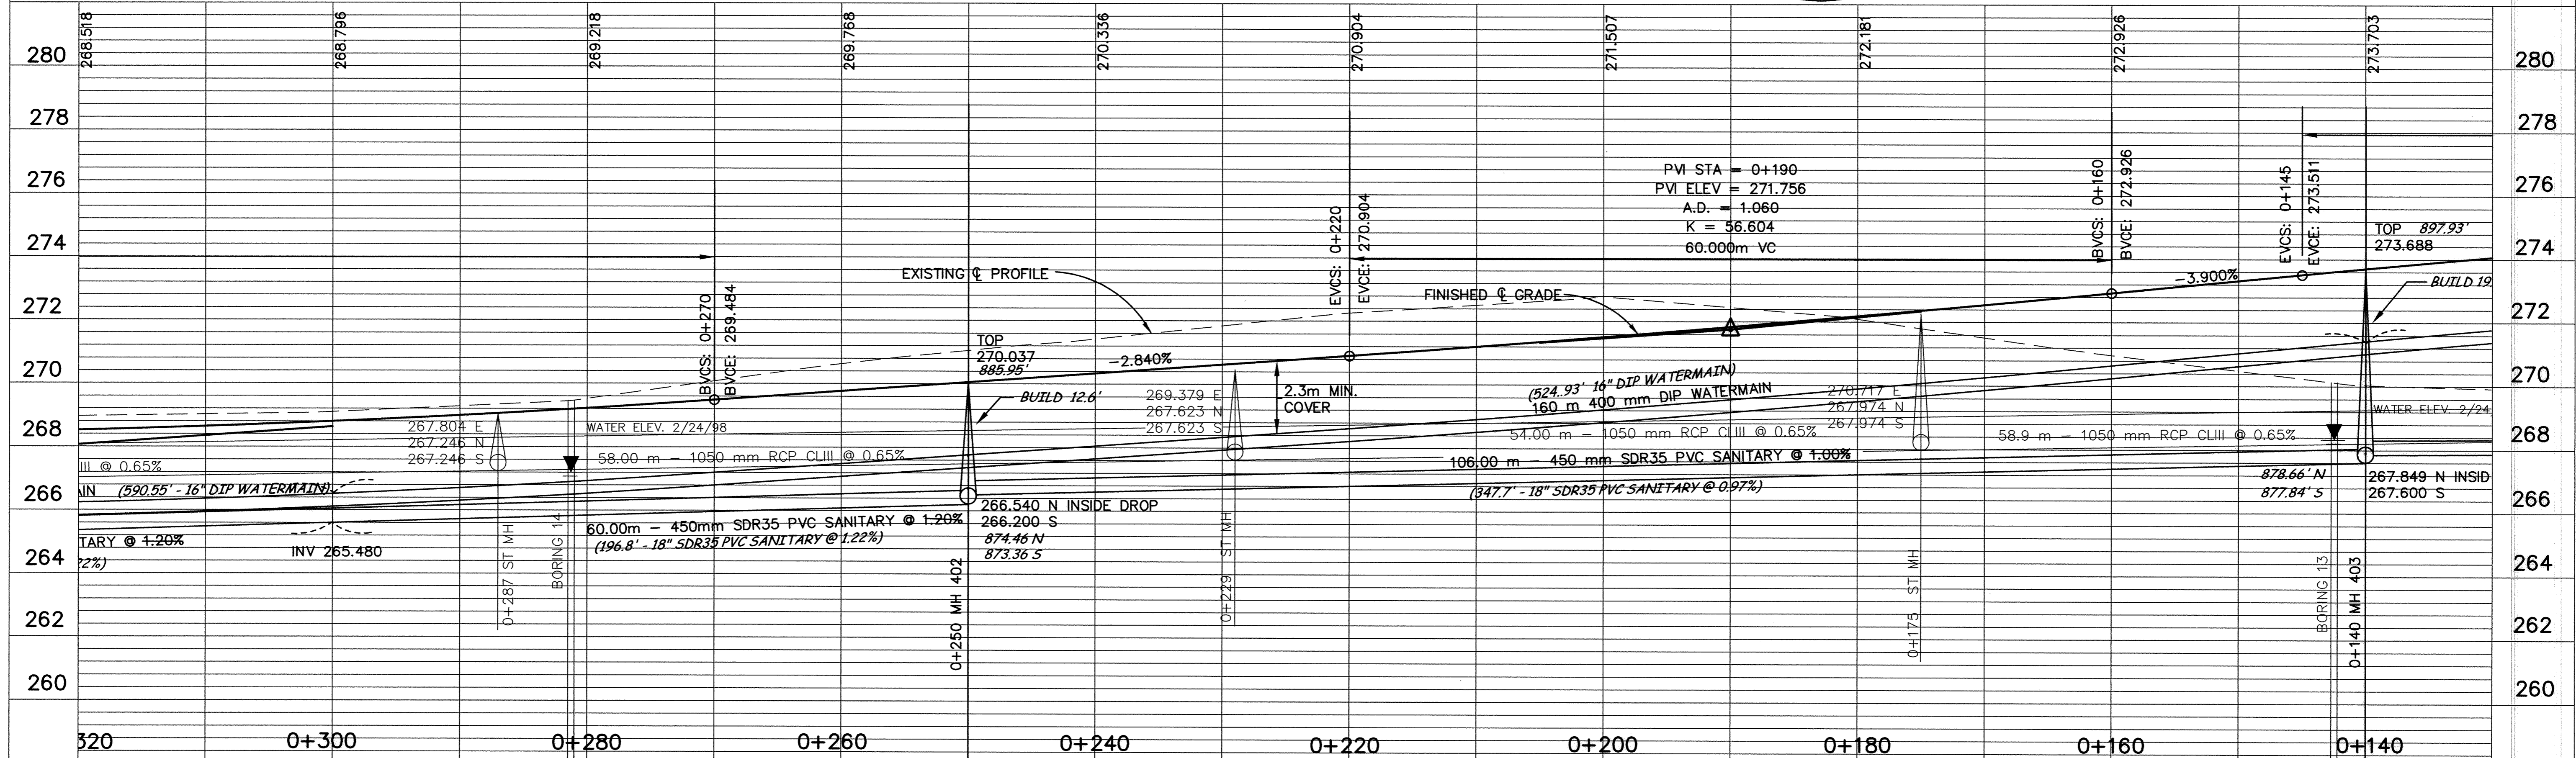 268.518
268.796
269.218
269.768
270.336
270.904
271.507
272.181
272.926
273.703
280
280
278
278
276
276
274
274
272
272
270
270
268
268
266
266
264
264
262
262
260
260
PVI STA = 0+190
PVI ELEV = 271.756
A.D. = 1.060
K = 56.604
60.000m VC
BVCS: 0+270
BVCE: 269.484
EVCS: 0+220
EVCE: 270.904
BVCS: 0+160
BVCE: 272.926
EVCS: 0+145
EVCE: 273.511
EXISTING ℄ PROFILE
FINISHED ℄ GRADE
-3.900%
-2.840%
TOP 897.93'
273.688
BUILD 19.
TOP
270.037
885.95'
BUILD 12.6'
2.3m MIN.
COVER
269.379 E
267.623 N
267.623 S
(524..93' 16" DIP WATERMAIN)
160 m 400 mm DIP WATERMAIN
270.717 E
267.974 N
267.974 S
267.804 E
267.246 N
267.246 S
WATER ELEV. 2/24/98
WATER ELEV. 2/24
III @ 0.65%
58.00 m - 1050 mm RCP CLIII @ 0.65%
54.00 m - 1050 mm RCP CLIII @ 0.65%
58.9 m - 1050 mm RCP CLIII @ 0.65%
106.00 m - 450 mm SDR35 PVC SANITARY @ 1.00%
(347.7' - 18" SDR35 PVC SANITARY @ 0.97%)
AIN (590.55' - 16" DIP WATERMAIN)
878.66' N
877.84' S
267.849 N INSID
267.600 S
266.540 N INSIDE DROP
266.200 S
874.46 N
873.36 S
60.00m - 450mm SDR35 PVC SANITARY @ 1.20%
(196.8' - 18" SDR35 PVC SANITARY @ 1.22%)
TARY @ 1.20%
22%)
INV 265.480
0+287 ST MH
BORING 14
0+250 MH 402
0+229 ST MH
0+175 ST MH
BORING 13
0+140 MH 403
320
0+300
0+280
0+260
0+240
0+220
0+200
0+180
0+160
0+140